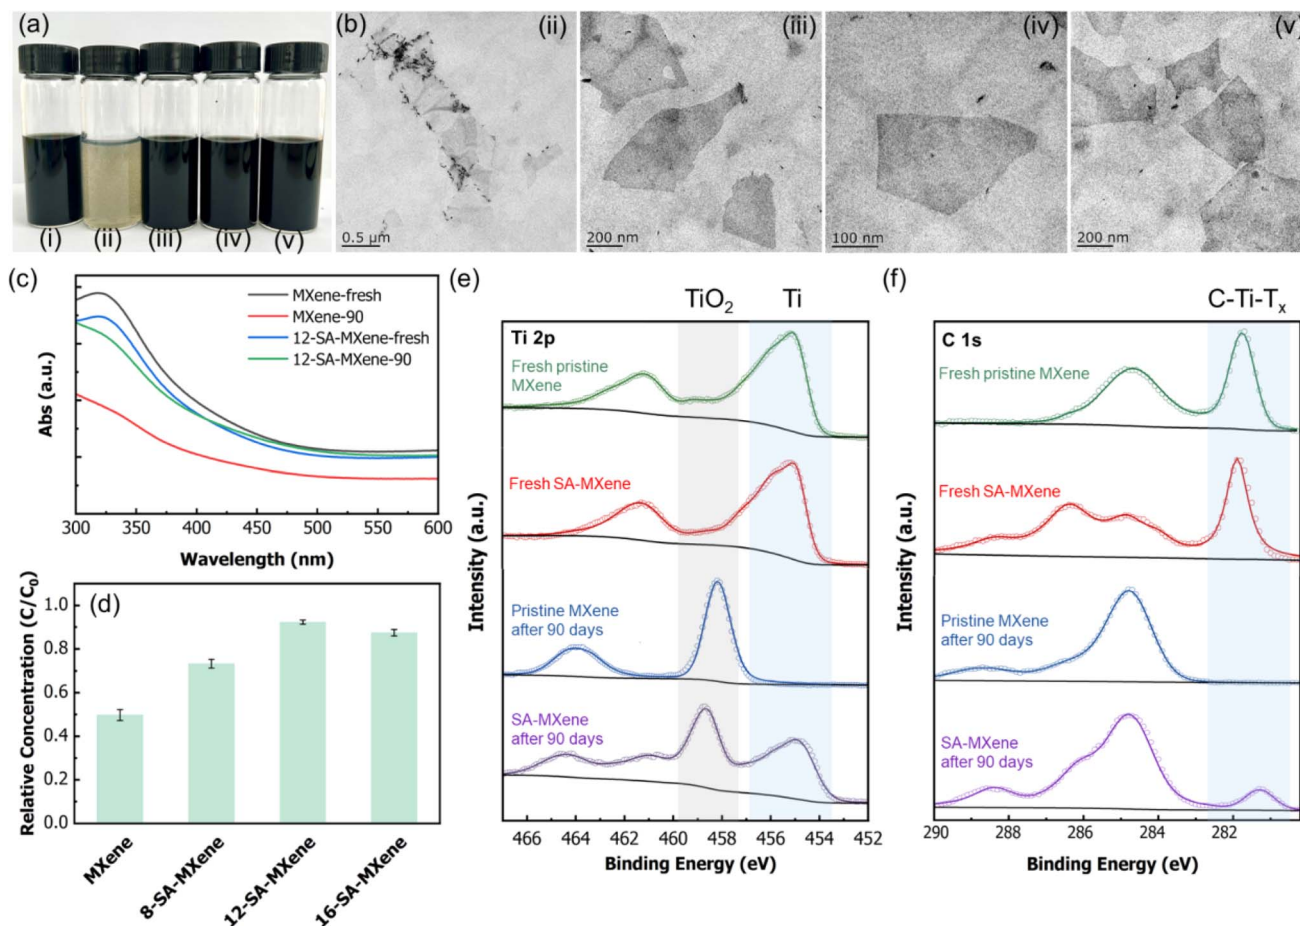 (a)
(i)
(ii)
(iii)
(iv)
(v)
(b)
(ii)
0.5 µm
(iii)
200 nm
(iv)
100 nm
(v)
200 nm
(c)
MXene-fresh
MXene-90
12-SA-MXene-fresh
12-SA-MXene-90
Abs (a.u.)
300 350 400 450 500 550 600
Wavelength (nm)
(d)
Relative Concentration (C/C₀)
1.0
0.8
0.6
0.4
0.2
0.0
MXene
8-SA-MXene
12-SA-MXene
16-SA-MXene
(e)
TiO₂
Ti
Ti 2p
Fresh pristine
MXene
Fresh SA-MXene
Pristine MXene
after 90 days
SA-MXene
after 90 days
Intensity (a.u.)
466 464 462 460 458 456 454 452
Binding Energy (eV)
(f)
C-Ti-Tₓ
C 1s
Fresh pristine MXene
Fresh SA-MXene
Pristine MXene
after 90 days
SA-MXene
after 90 days
Intensity (a.u.)
290 288 286 284 282
Binding Energy (eV)